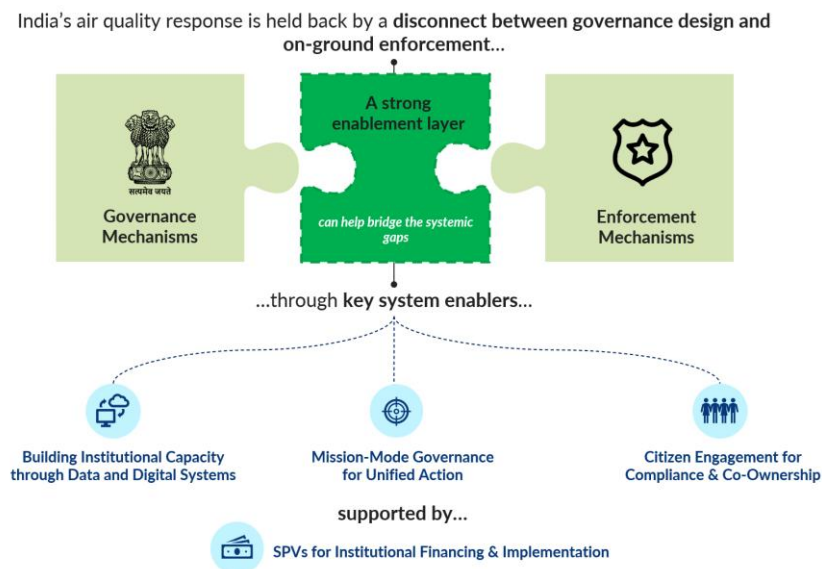 India’s air quality response is held back by a disconnect between governance design and
on-ground enforcement...
A strong
enablement layer
सत्यमेव जयते
Governance
Mechanisms
can help bridge the systemic
gaps
Enforcement
Mechanisms
...through key system enablers...
Building Institutional Capacity
through Data and Digital Systems
Mission-Mode Governance
for Unified Action
Citizen Engagement for
Compliance & Co-Ownership
supported by...
SPVs for Institutional Financing & Implementation